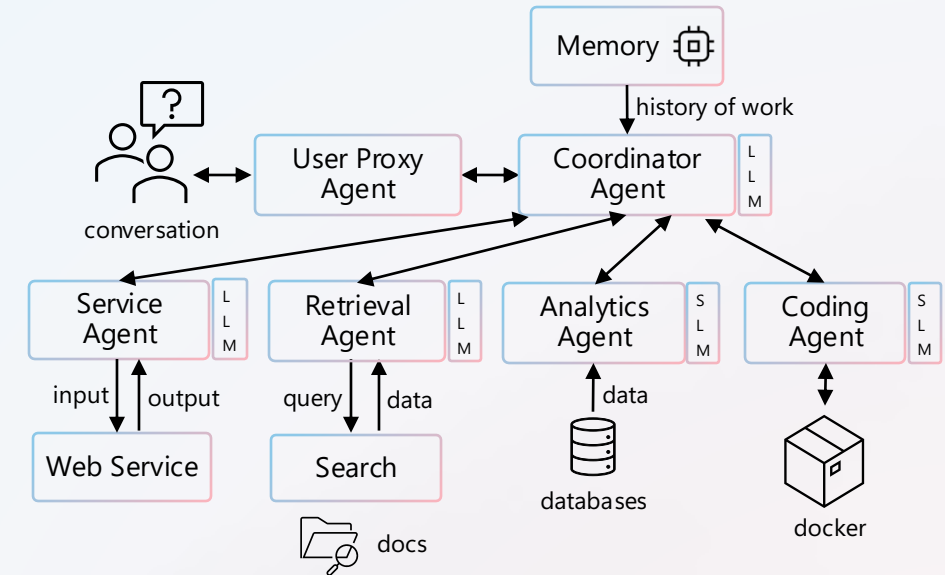 Memory
history of work
?
User Proxy
Agent
Coordinator
Agent
L
L
M
conversation
Service
Agent
L
L
M
Retrieval
Agent
L
L
M
Analytics
Agent
S
L
M
Coding
Agent
S
L
M
input
output
query
data
data
Web Service
Search
databases
docker
docs